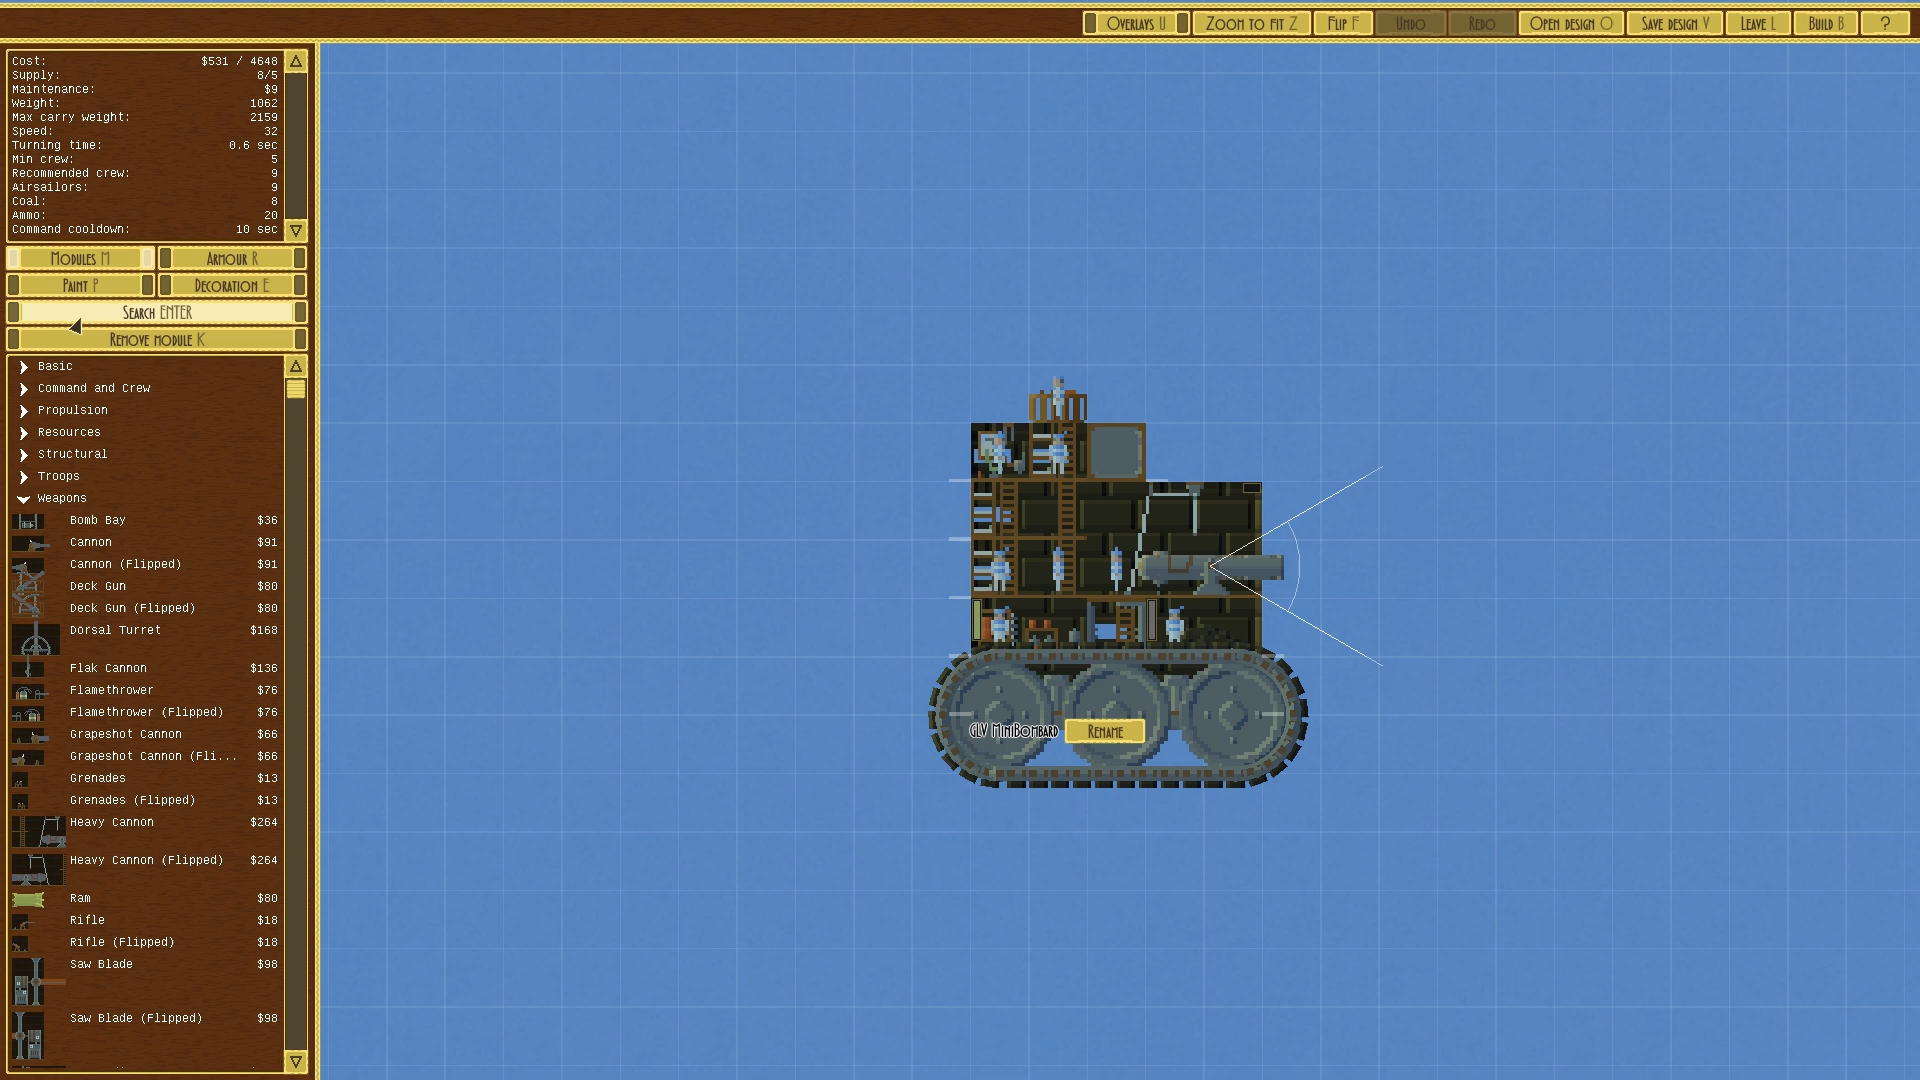 OVERLAYS U ZOOM TO FIT Z FLIP F UNDO REDO OPEN DESIGN O SAVE DESIGN V LEAVE L BUILD B ?
Cost: $531 / 4648
Supply: 8/5
Maintenance: $9
Weight: 1062
Max carry weight: 2159
Speed: 32
Turning time: 0.6 sec
Min crew: 5
Recommended crew: 9
Airsailors: 9
Coal: 8
Ammo: 20
Command cooldown: 10 sec
MODULES M ARMOUR R
PAINT P DECORATION E
SEARCH ENTER
REMOVE MODULE K
Basic
Command and Crew
Propulsion
Resources
Structural
Troops
Weapons
Bomb Bay $36
Cannon $91
Cannon (Flipped) $91
Deck Gun $80
Deck Gun (Flipped) $80
Dorsal Turret $168
Flak Cannon $136
Flamethrower $76
Flamethrower (Flipped) $76
Grapeshot Cannon $66
Grapeshot Cannon (Fli... $66
Grenades $13
Grenades (Flipped) $13
Heavy Cannon $264
Heavy Cannon (Flipped) $264
Ram $80
Rifle $18
Rifle (Flipped) $18
Saw Blade $98
Saw Blade (Flipped) $98
GLV MINIBOMBARD RENAME